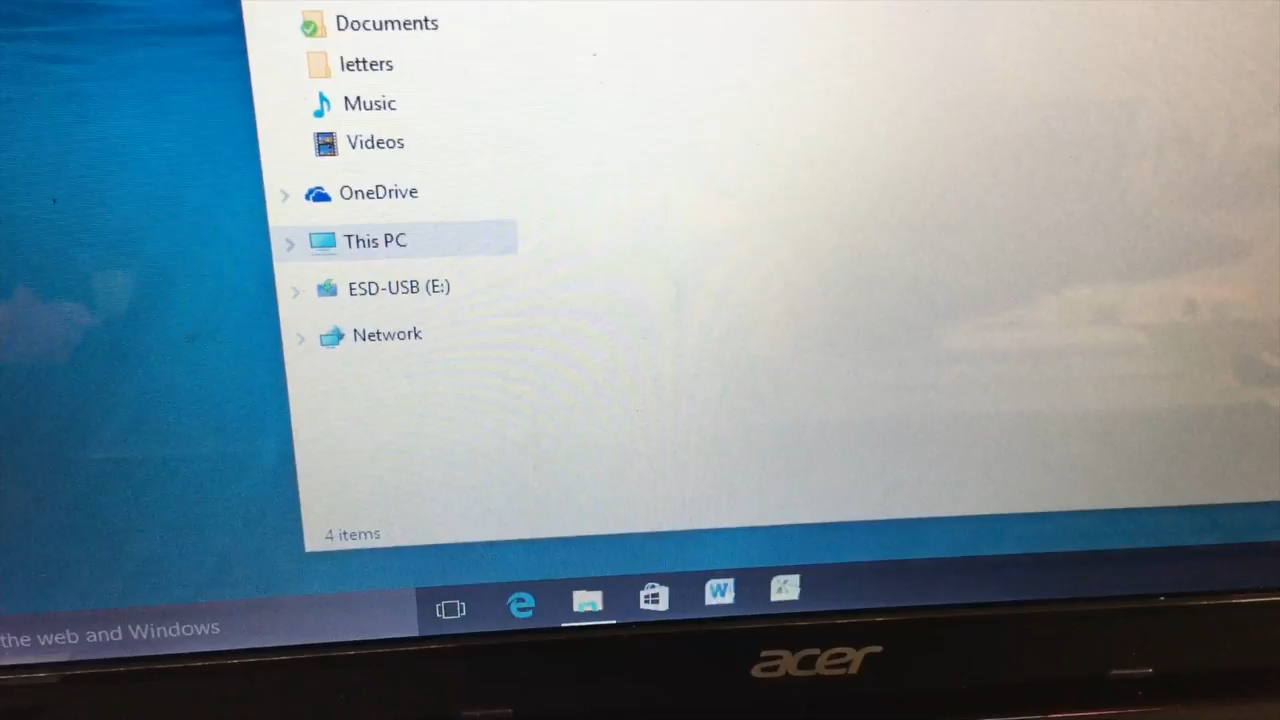 Documents
letters
Music
Videos
OneDrive
This PC
ESD-USB (E:)
Network
4 items
the web and Windows
W
X
acer